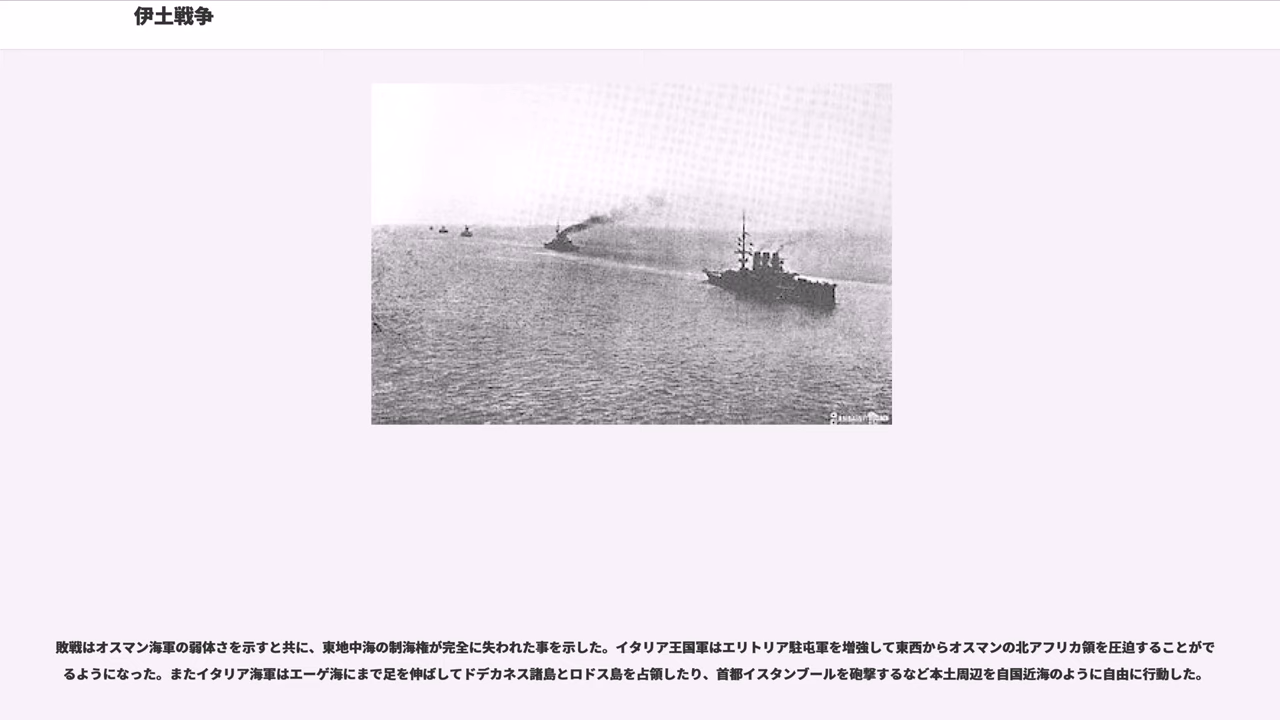 伊土戦争
敗戦はオスマン海軍の弱体さを示すと共に、東地中海の制海権が完全に失われた事を示した。イタリア王国軍はエリトリア駐屯軍を増強して東西からオスマンの北アフリカ領を圧迫することがで
るようになった。またイタリア海軍はエーゲ海にまで足を伸ばしてドデカネス諸島とロドス島を占領したり、首都イスタンブールを砲撃するなど本土周辺を自国近海のように自由に行動した。